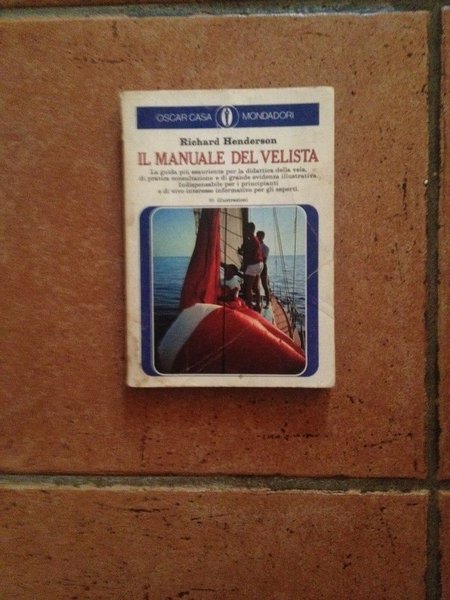 OSCAR CASA MONDADORI
Richard Henderson
IL MANUALE DEL VELISTA
La guida più esauriente per la didattica della vela,
di pratica consultazione e di grande evidenza illustrativa.
Indispensabile per i principianti
e di vivo interesse informativo per gli esperti.
illustrazioni